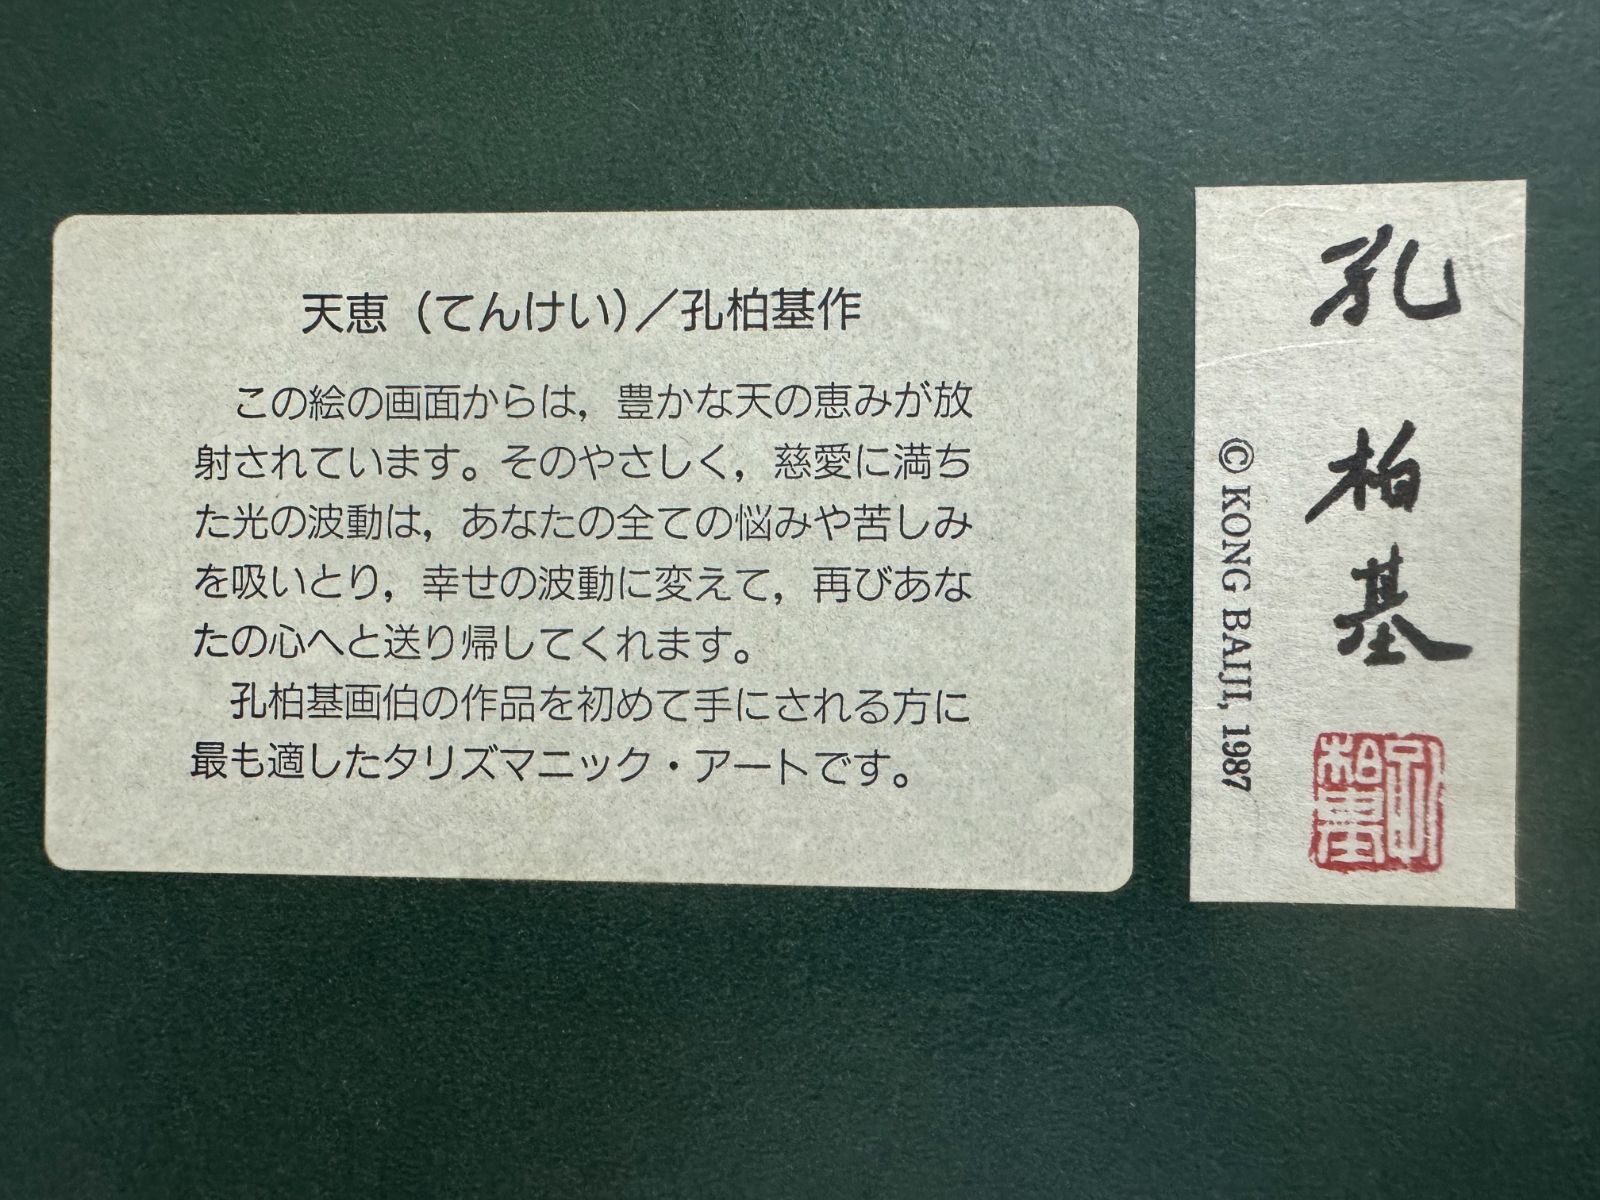 天恵（てんけい）／孔柏基作
この絵の画面からは，豊かな天の恵みが放
射されています。そのやさしく，慈愛に満ち
た光の波動は，あなたの全ての悩みや苦しみ
を吸いとり，幸せの波動に変えて，再びあな
たの心へと送り帰してくれます。
孔柏基画伯の作品を初めて手にされる方に
最も適したタリズマニック・アートです。
孔柏基
© KONG BAIJI, 1987
孔柏基